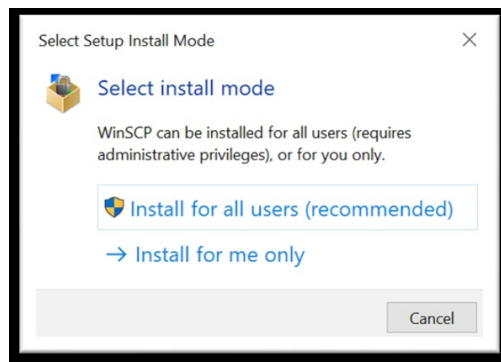 Select Setup Install Mode
Select install mode
WinSCP can be installed for all users (requires
administrative privileges), or for you only.
Install for all users (recommended)
Install for me only
Cancel